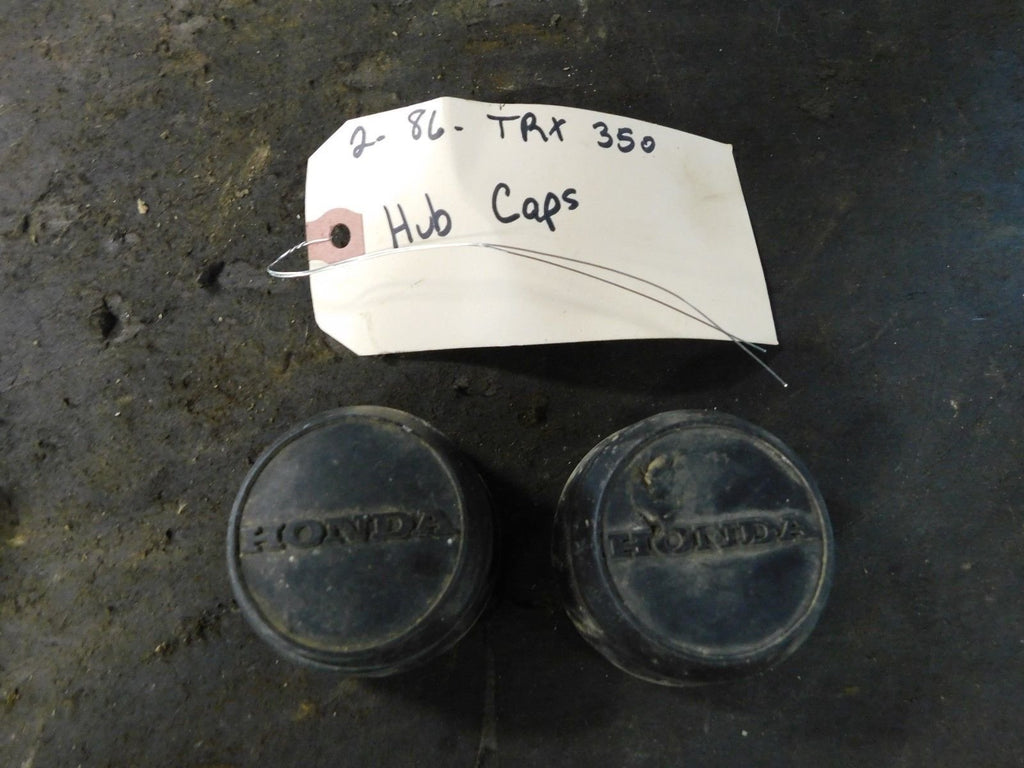 2- 86- TRX 350
Hub Caps
HONDA
HONDA